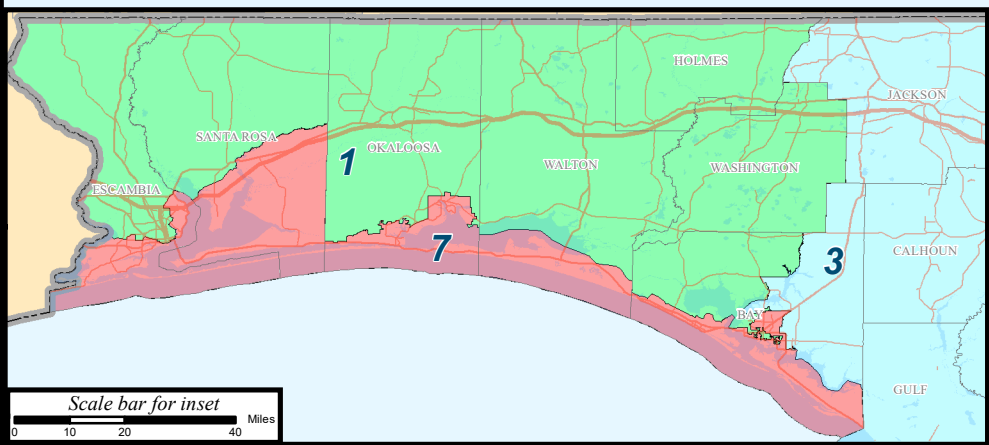 HOLMES
JACKSON
SANTA ROSA
1
OKALOOSA
WALTON
WASHINGTON
ESCAMBIA
7
3
CALHOUN
BAY
GULF
Scale bar for inset
Miles
0 10 20 40